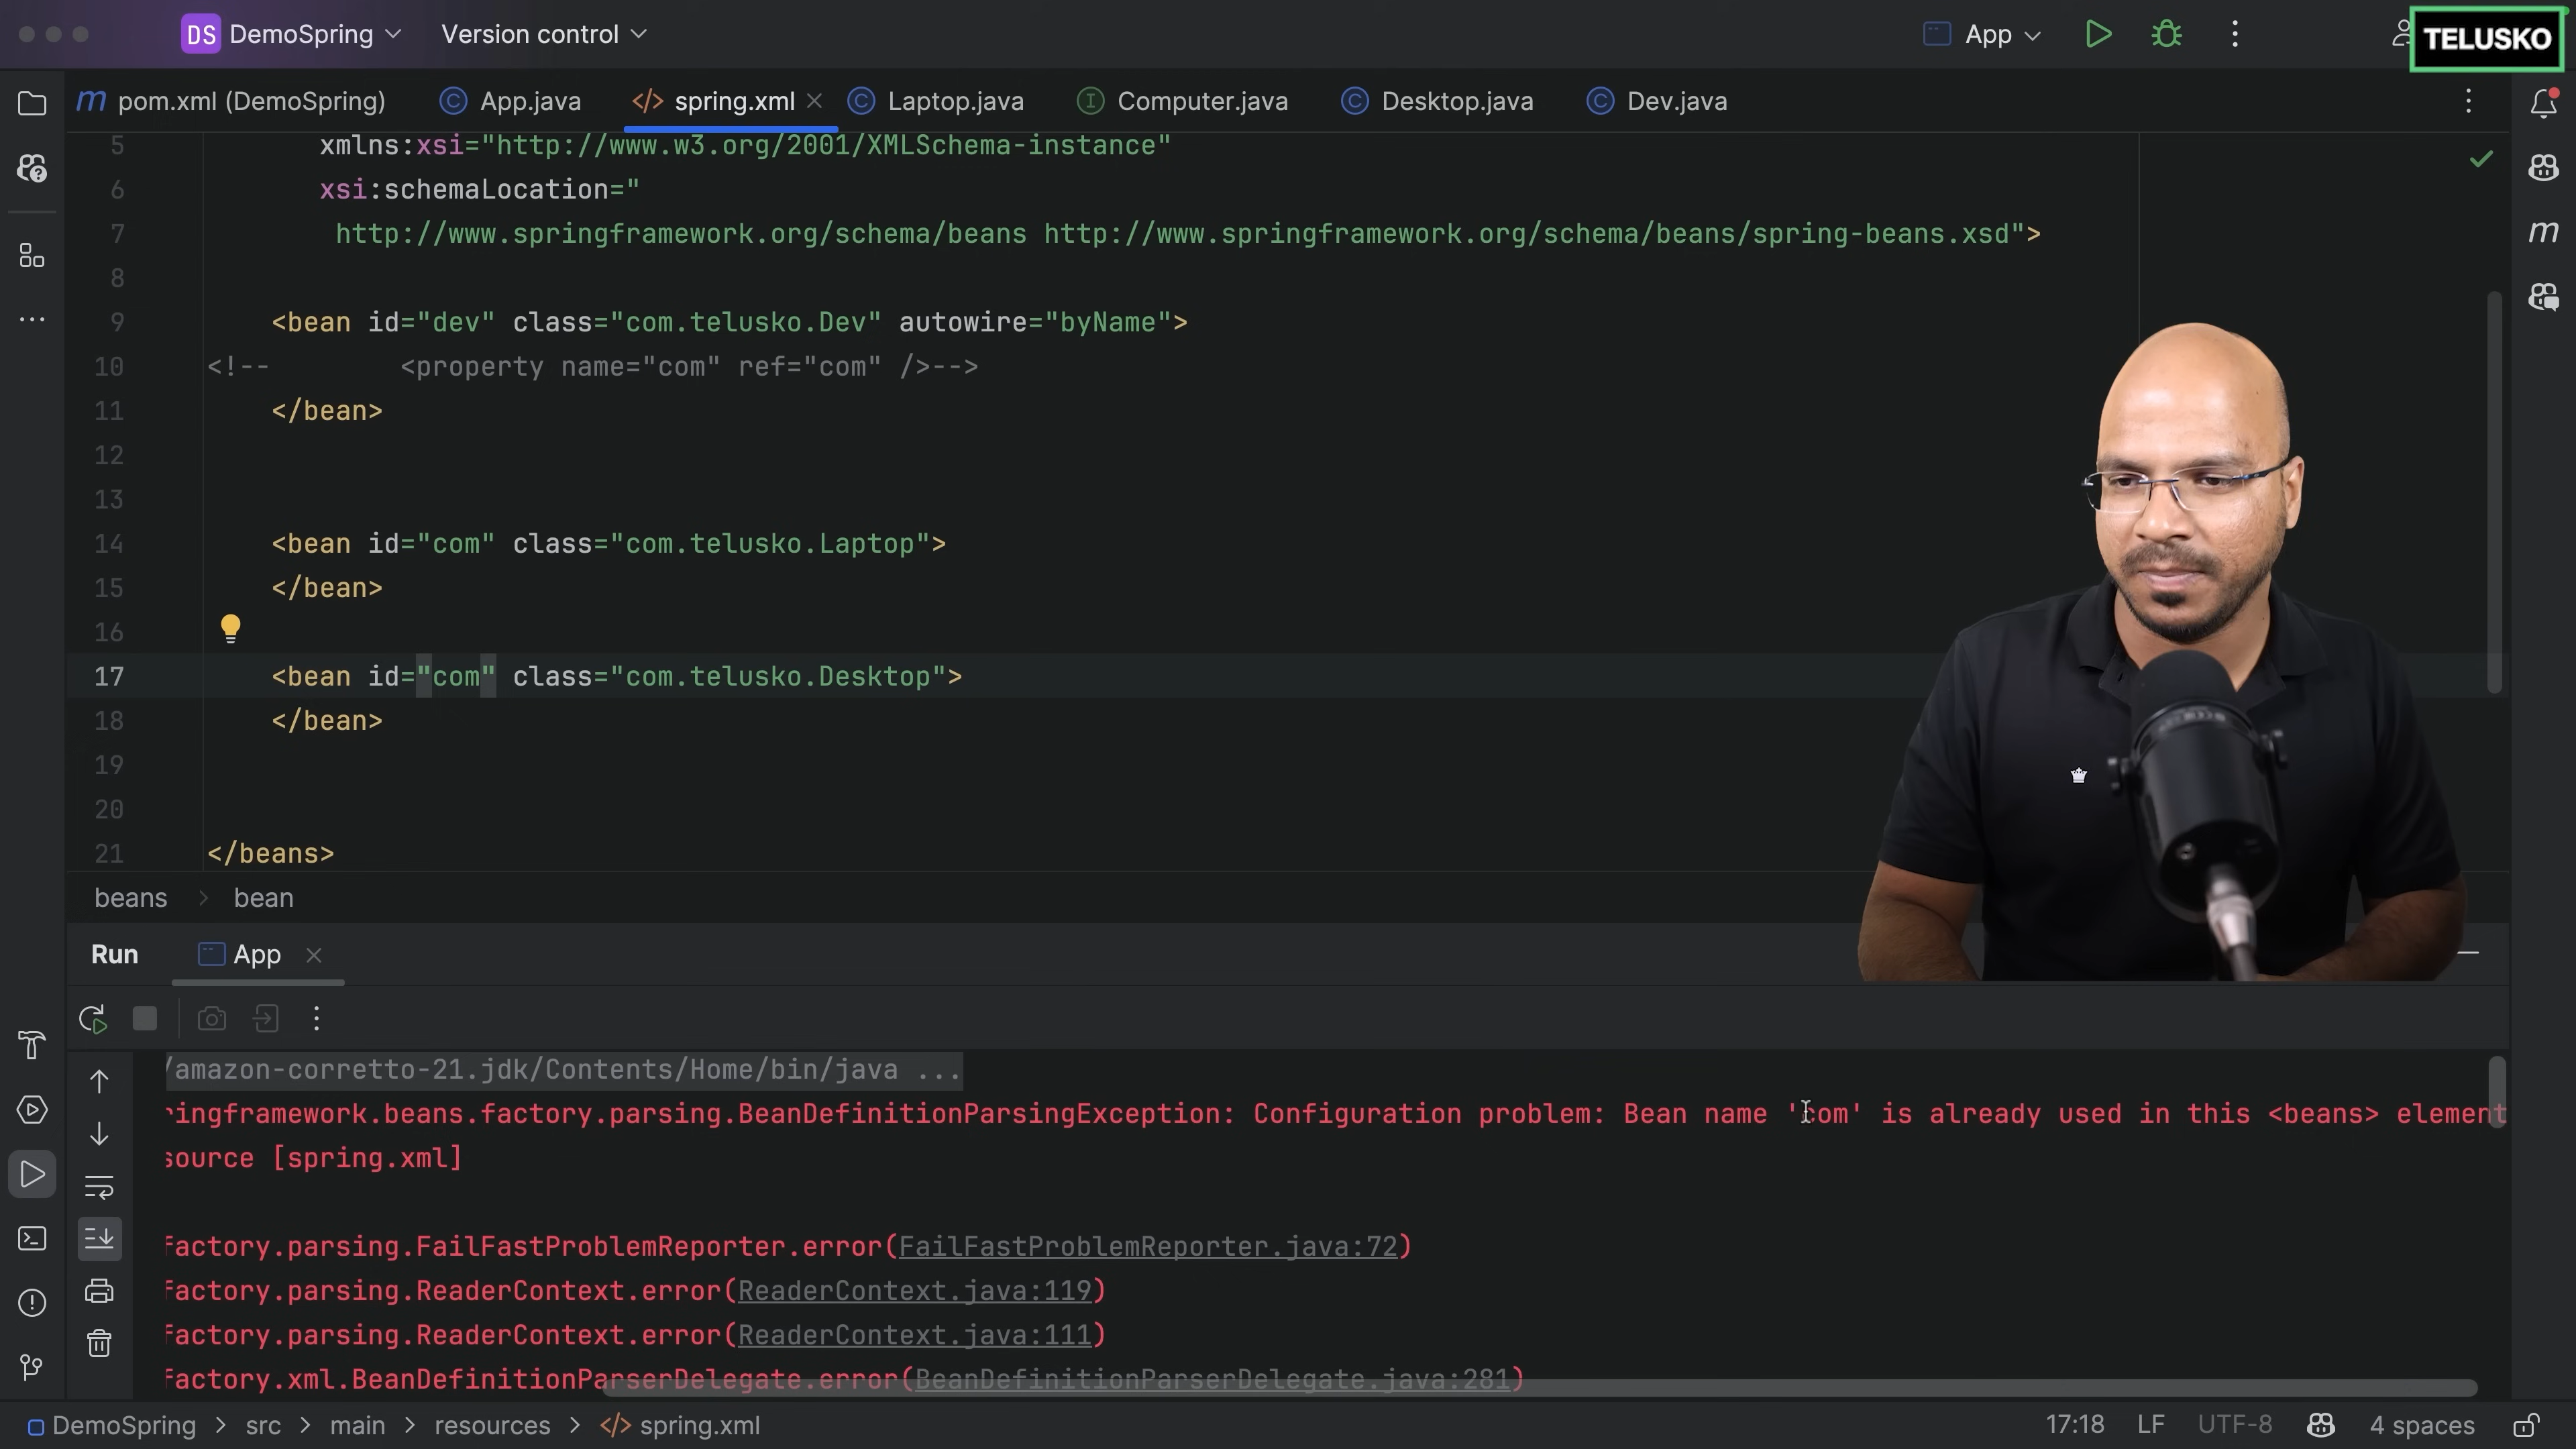 DS DemoSpring Version control App TELUSKO
m pom.xml (DemoSpring) App.java </> spring.xml Laptop.java Computer.java Desktop.java Dev.java
5 xmlns:xsi="http://www.w3.org/2001/XMLSchema-instance"
6 xsi:schemaLocation="
7 http://www.springframework.org/schema/beans http://www.springframework.org/schema/beans/spring-beans.xsd">
8
9 <bean id="dev" class="com.telusko.Dev" autowire="byName">
10 <!-- <property name="com" ref="com" />-->
11 </bean>
12
13
14 <bean id="com" class="com.telusko.Laptop">
15 </bean>
16
17 <bean id="com" class="com.telusko.Desktop">
18 </bean>
19
20
21 </beans>
beans > bean
Run App
/amazon-corretto-21.jdk/Contents/Home/bin/java ...
ringframework.beans.factory.parsing.BeanDefinitionParsingException: Configuration problem: Bean name 'com' is already used in this <beans> element
source [spring.xml]
factory.parsing.FailFastProblemReporter.error(FailFastProblemReporter.java:72)
factory.parsing.ReaderContext.error(ReaderContext.java:119)
factory.parsing.ReaderContext.error(ReaderContext.java:111)
factory.xml.BeanDefinitionParserDelegate.error(BeanDefinitionParserDelegate.java:281)
DemoSpring > src > main > resources > </> spring.xml 17:18 LF UTF-8 4 spaces